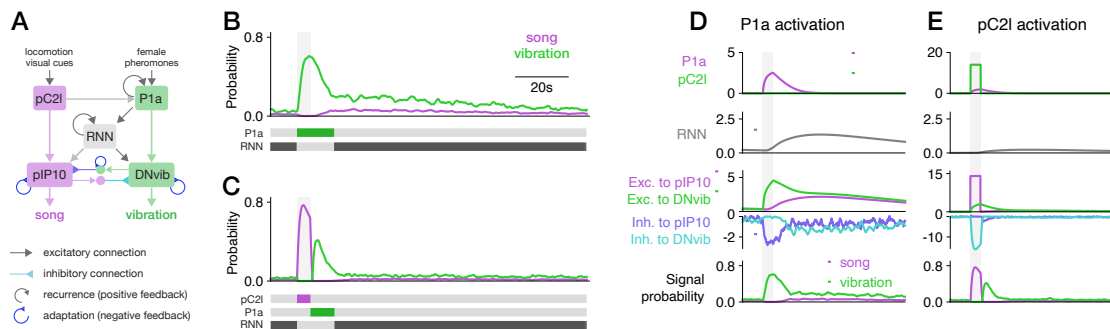 A
locomotion
visual cues
female
pheromones
pC2l
P1a
RNN
pIP10
DNvib
song
vibration
excitatory connection
inhibitory connection
recurrence (positive feedback)
adaptation (negative feedback)
B
0.8
Probability
0.0
song
vibration
20s
P1a
RNN
C
0.8
Probability
0.0
pC2l
P1a
RNN
D
P1a activation
P1a
pC2l
5
0
RNN
2.5
0.0
Exc. to pIP10
Exc. to DNvib
5
0
Inh. to pIP10
Inh. to DNvib
-2
Signal
probability
0.8
0.0
song
vibration
E
pC2l activation
20
0
2.5
0.0
15
0
-10
0.8
0.0